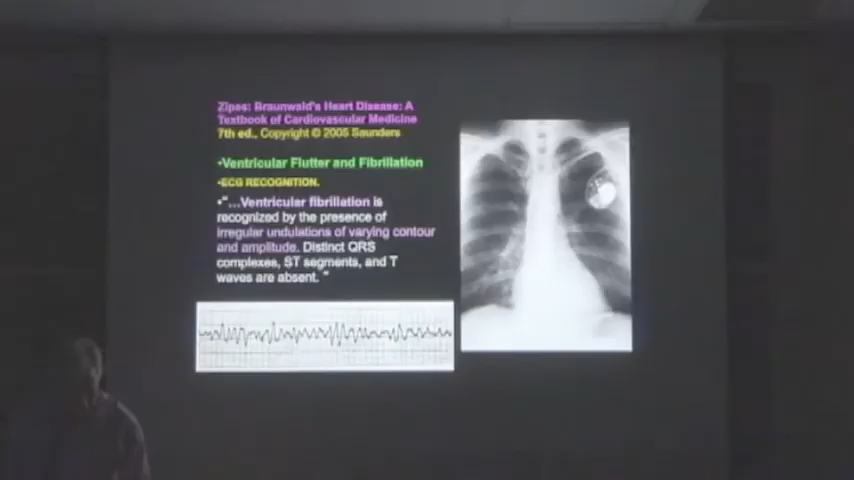 Zipes: Braunwald's Heart Disease: A
Textbook of Cardiovascular Medicine
7th ed., Copyright © 2005 Saunders
•Ventricular Flutter and Fibrillation
•ECG RECOGNITION.
•"...Ventricular fibrillation is
recognized by the presence of
irregular undulations of varying contour
and amplitude. Distinct QRS
complexes, ST segments, and T
waves are absent. "